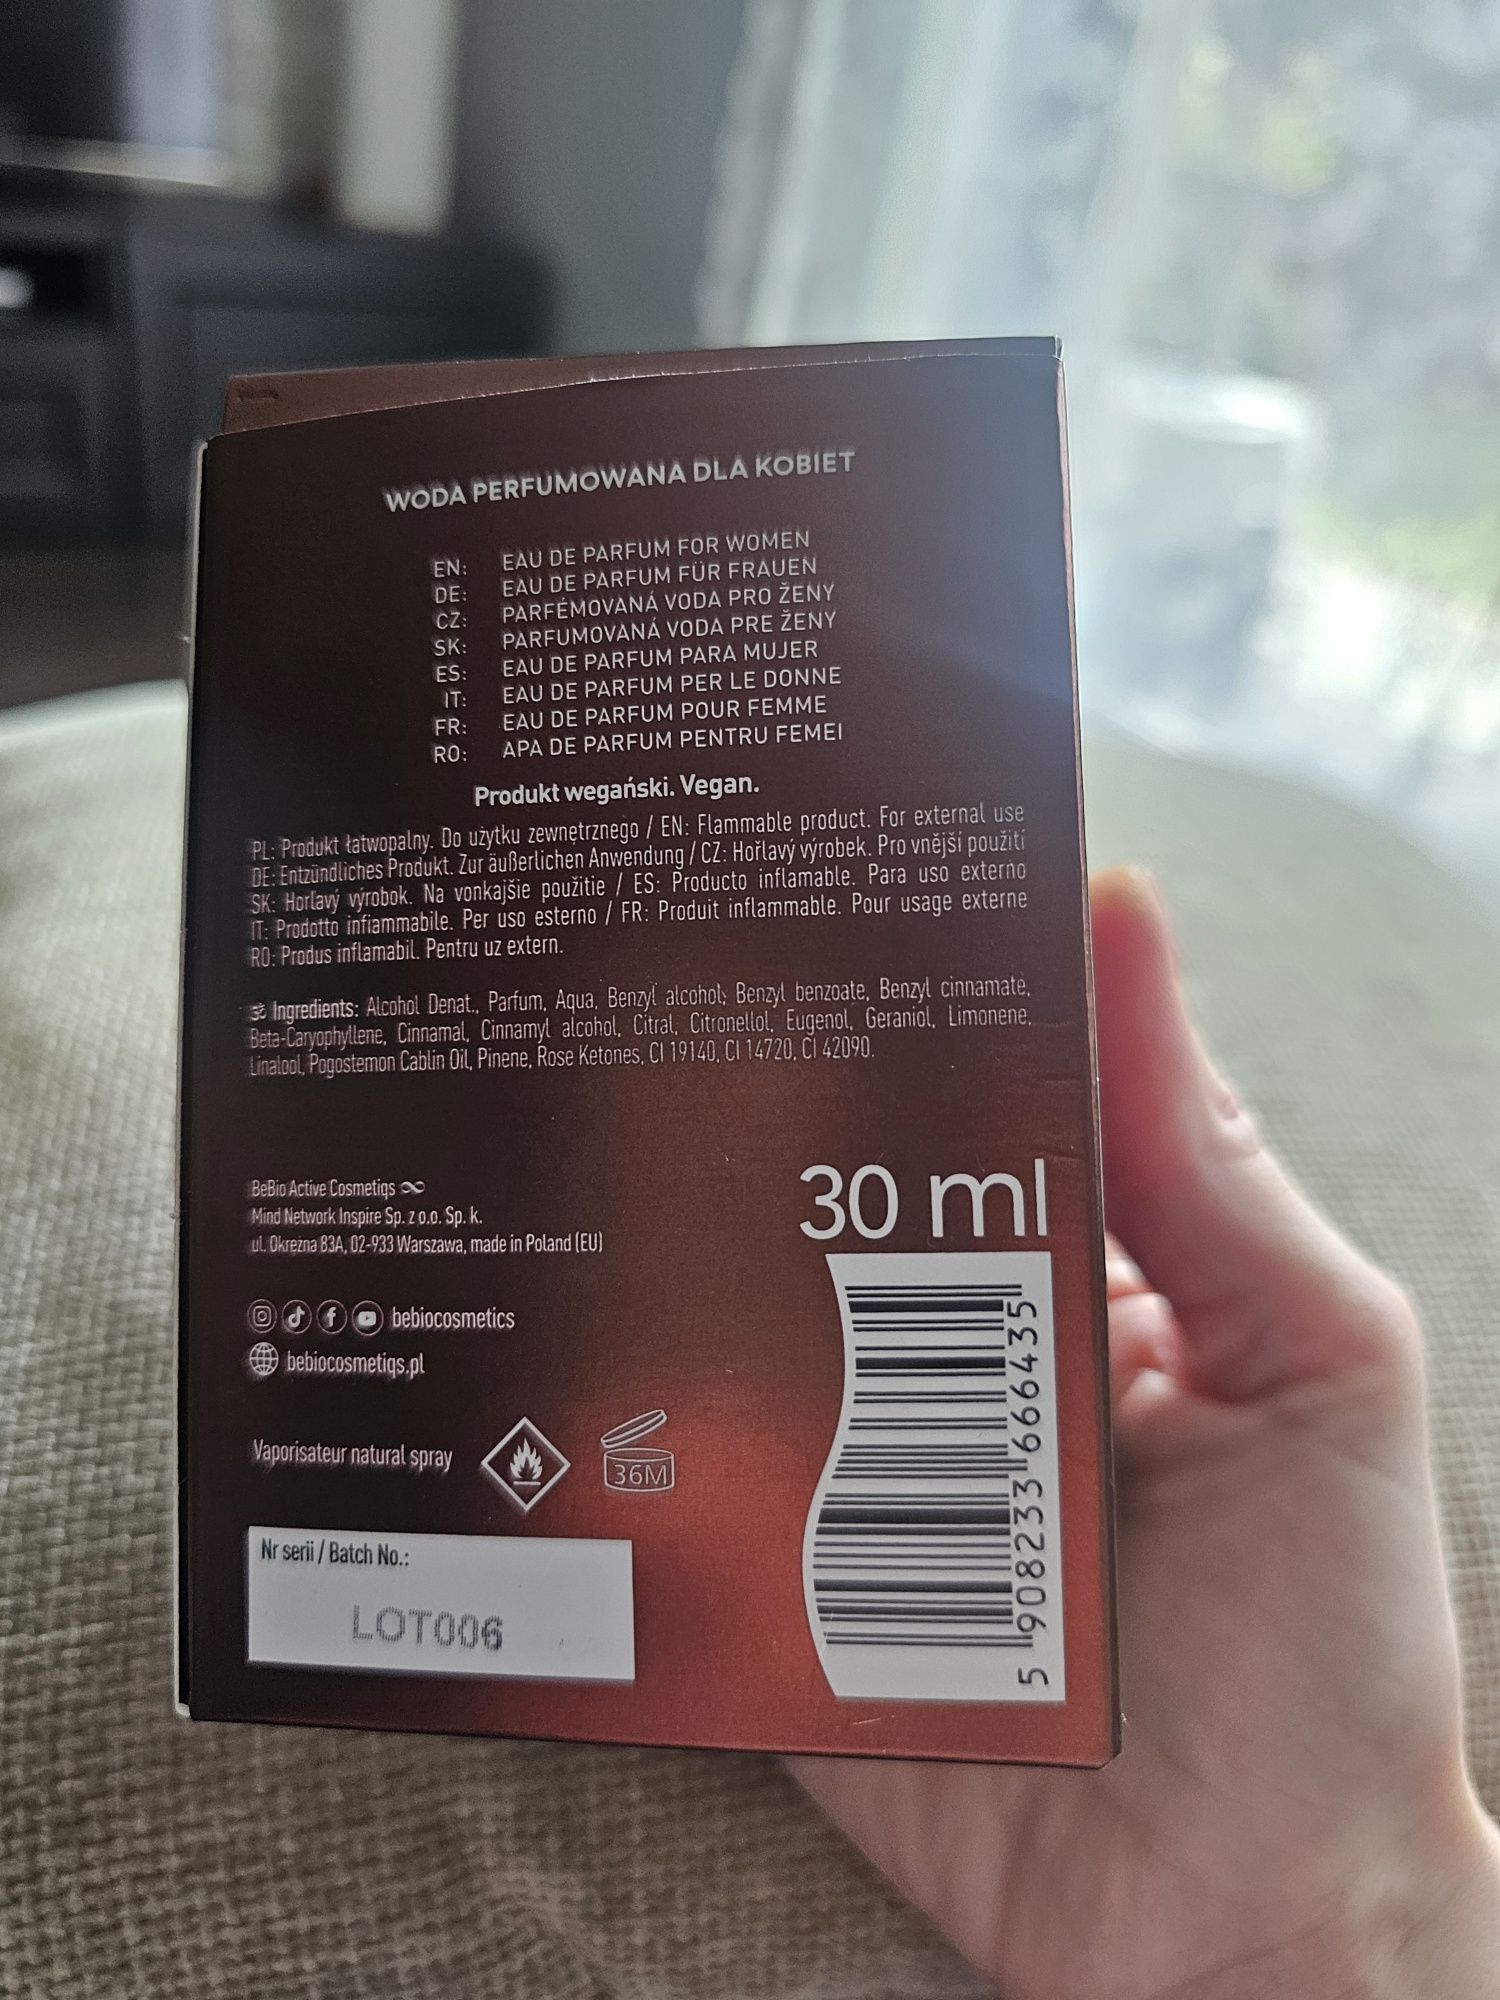 WODA PERFUMOWANA DLA KOBIET
EN: EAU DE PARFUM FOR WOMEN
DE: EAU DE PARFUM FÜR FRAUEN
CZ: PARFÉMOVANÁ VODA PRO ŽENY
SK: PARFUMOVANÁ VODA PRE ŽENY
ES: EAU DE PARFUM PARA MUJER
IT: EAU DE PARFUM PER LE DONNE
FR: EAU DE PARFUM POUR FEMME
RO: APA DE PARFUM PENTRU FEMEI
Produkt wegański. Vegan.
PL: Produkt łatwopalny. Do użytku zewnętrznego / EN: Flammable product. For external use
DE: Entzündliches Produkt. Zur äußerlichen Anwendung / CZ: Hořlavý výrobek. Pro vnější použití
SK: Horľavý výrobok. Na vonkajšie použitie / ES: Producto inflamable. Para uso externo
IT: Prodotto infiammabile. Per uso esterno / FR: Produit inflammable. Pour usage externe
RO: Produs inflamabil. Pentru uz extern.
Ingredients: Alcohol Denat., Parfum, Aqua, Benzyl alcohol, Benzyl benzoate, Benzyl cinnamate,
Beta-Caryophyllene, Cinnamal, Cinnamyl alcohol, Citral, Citronellol, Eugenol, Geraniol, Limonene,
Linalool, Pogostemon Cablin Oil, Pinene, Rose Ketones, CI 19140, CI 14720, CI 42090.
BeBio Active Cosmetiqs
Mind Network Inspire Sp. z o.o. Sp. k.
ul. Okrężna 83A, 02-933 Warszawa, made in Poland (EU)
30 ml
bebiocosmetics
bebiocosmetiqs.pl
Vaporisateur natural spray
36M
Nr serii / Batch No.:
LOT006
5 908233 666435